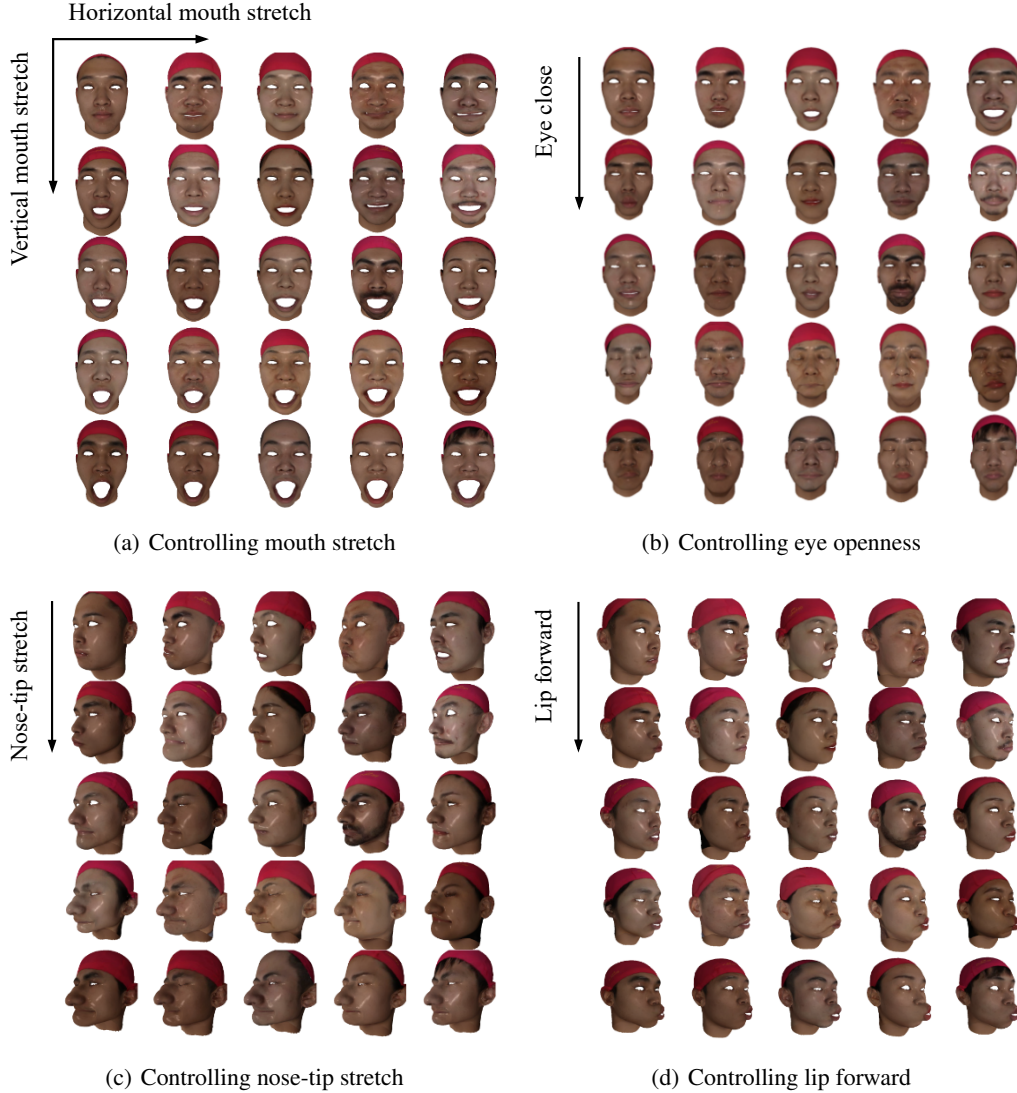 Horizontal mouth stretch
Vertical mouth stretch
Eye close
(a) Controlling mouth stretch
(b) Controlling eye openness
Nose-tip stretch
Lip forward
(c) Controlling nose-tip stretch
(d) Controlling lip forward